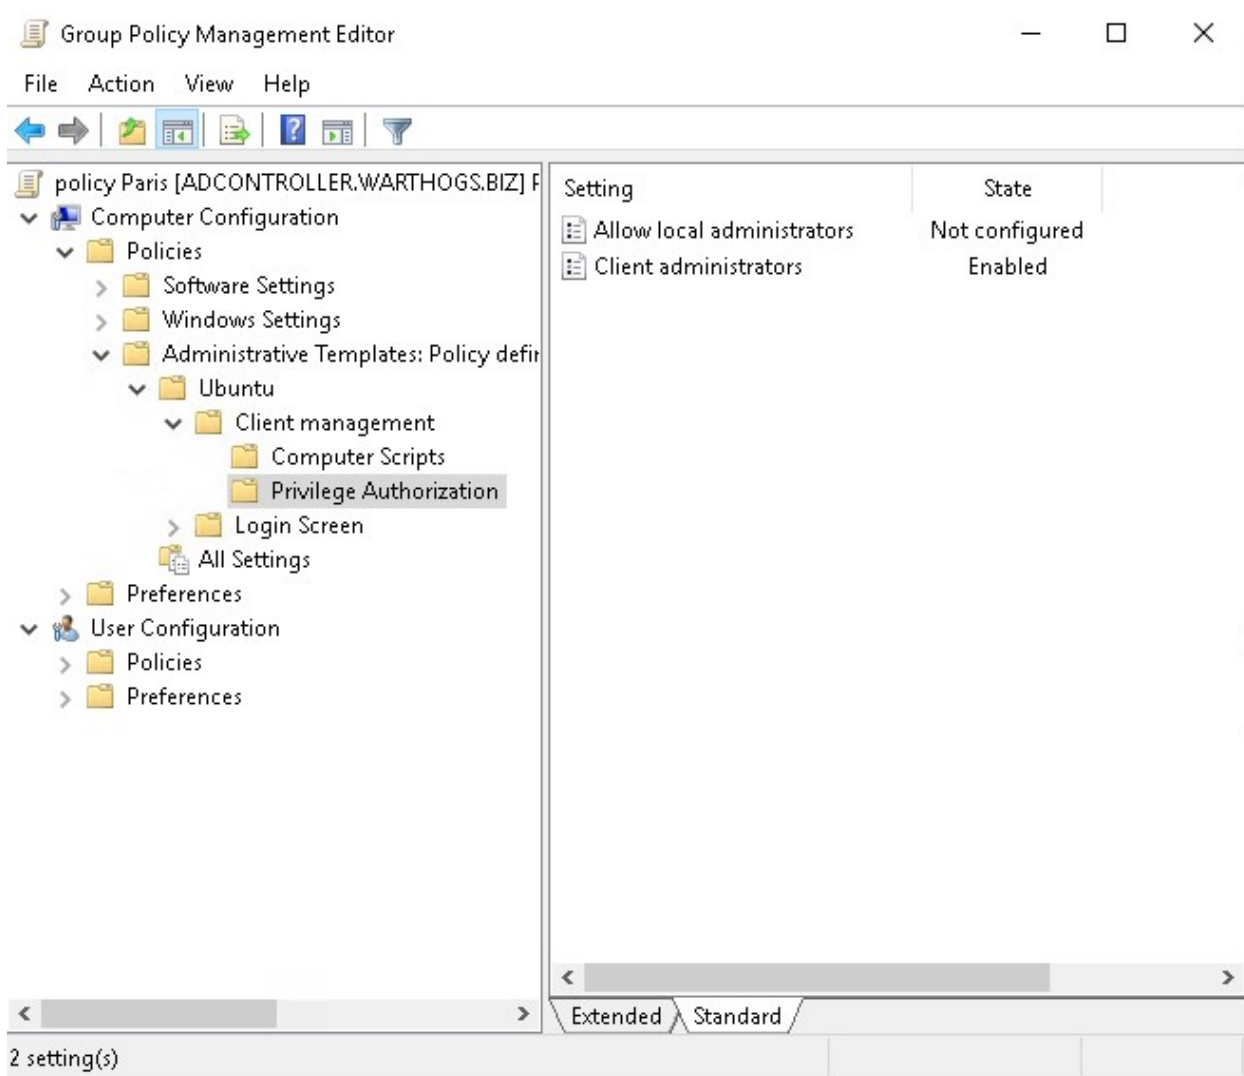 Group Policy Management Editor
File Action View Help
policy Paris [ADCONTROLLER.WARTHOGS.BIZ]
Computer Configuration
Policies
Software Settings
Windows Settings
Administrative Templates: Policy defin
Ubuntu
Client management
Computer Scripts
Privilege Authorization
Login Screen
All Settings
Preferences
User Configuration
Policies
Preferences
Setting State
Allow local administrators Not configured
Client administrators Enabled
Extended Standard
2 setting(s)